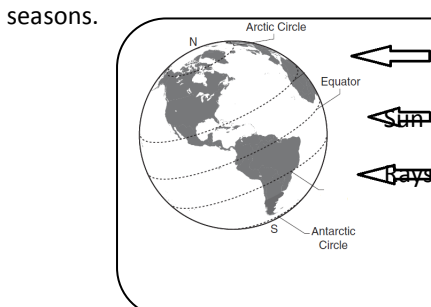 seasons.
Arctic Circle
N
Equator
Sun
Rays
S
Antarctic
Circle